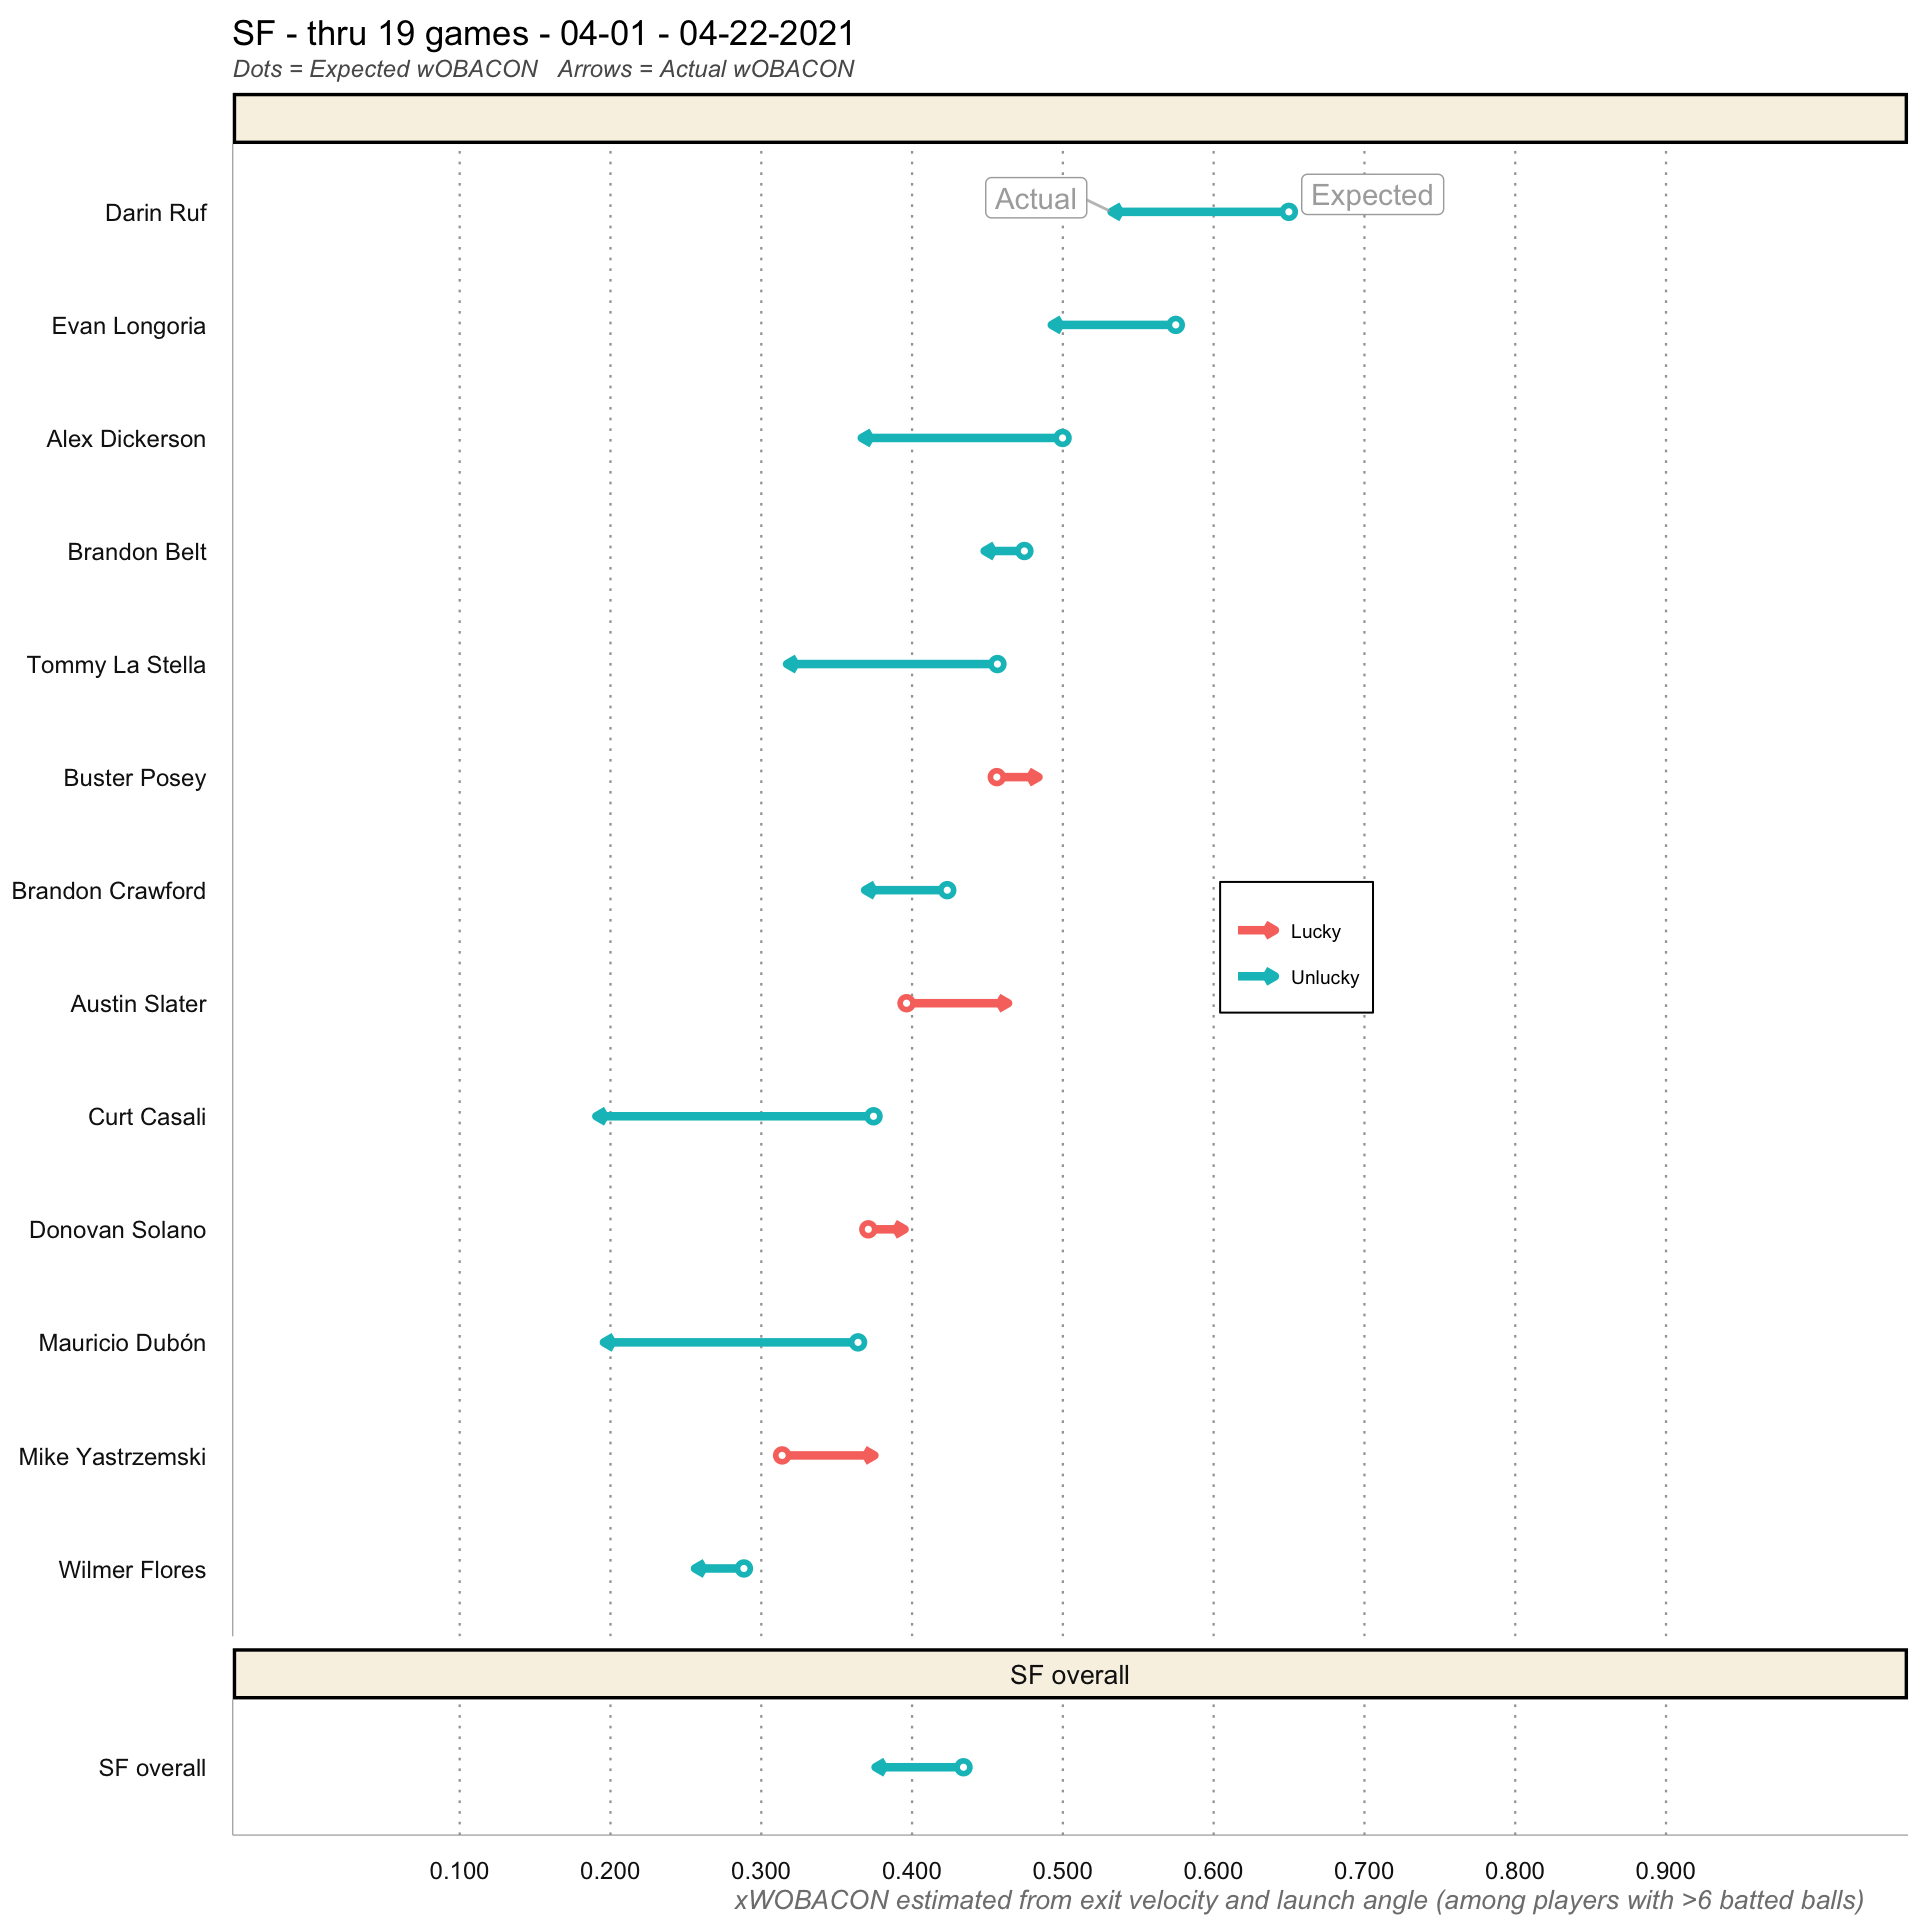 SF - thru 19 games - 04-01 - 04-22-2021
Dots = Expected wOBACON   Arrows = Actual wOBACON
Darin Ruf
Actual
Expected
Evan Longoria
Alex Dickerson
Brandon Belt
Tommy La Stella
Buster Posey
Brandon Crawford
Lucky
Unlucky
Austin Slater
Curt Casali
Donovan Solano
Mauricio Dubón
Mike Yastrzemski
Wilmer Flores
SF overall
SF overall
0.100 0.200 0.300 0.400 0.500 0.600 0.700 0.800 0.900
xWOBACON estimated from exit velocity and launch angle (among players with >6 batted balls)